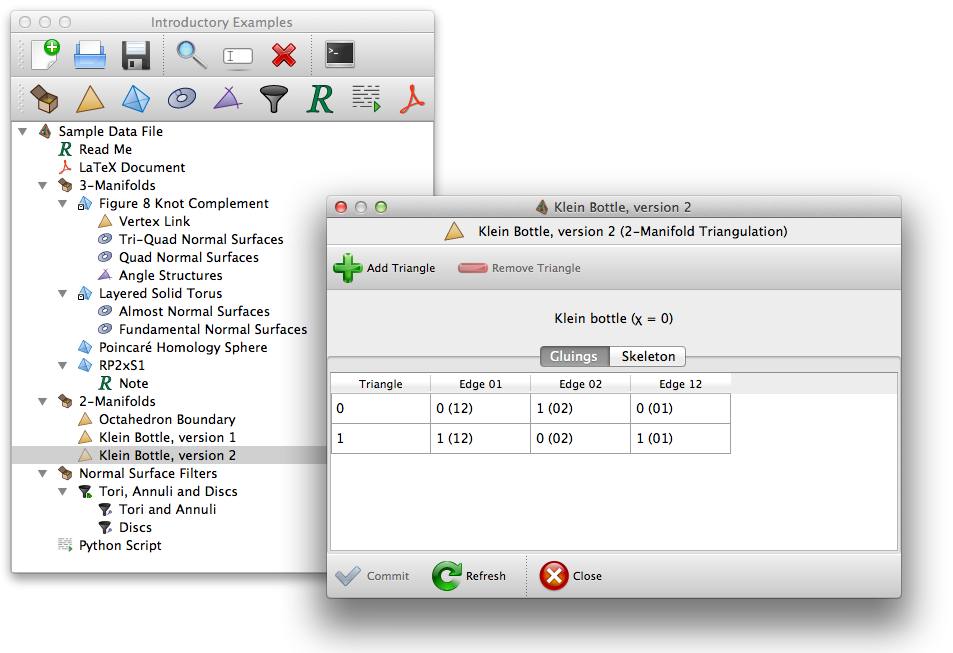 Introductory Examples
Sample Data File
Read Me
LaTeX Document
3-Manifolds
Figure 8 Knot Complement
Vertex Link
Tri-Quad Normal Surfaces
Quad Normal Surfaces
Angle Structures
Layered Solid Torus
Almost Normal Surfaces
Fundamental Normal Surfaces
Poincaré Homology Sphere
RP2xS1
Note
2-Manifolds
Octahedron Boundary
Klein Bottle, version 1
Klein Bottle, version 2
Normal Surface Filters
Tori, Annuli and Discs
Tori and Annuli
Discs
Python Script
Klein Bottle, version 2
Klein Bottle, version 2 (2-Manifold Triangulation)
Add Triangle Remove Triangle
Klein bottle (χ = 0)
Gluings Skeleton
Triangle Edge 01 Edge 02 Edge 12
0 0 (12) 1 (02) 0 (01)
1 1 (12) 0 (02) 1 (01)
Commit Refresh Close